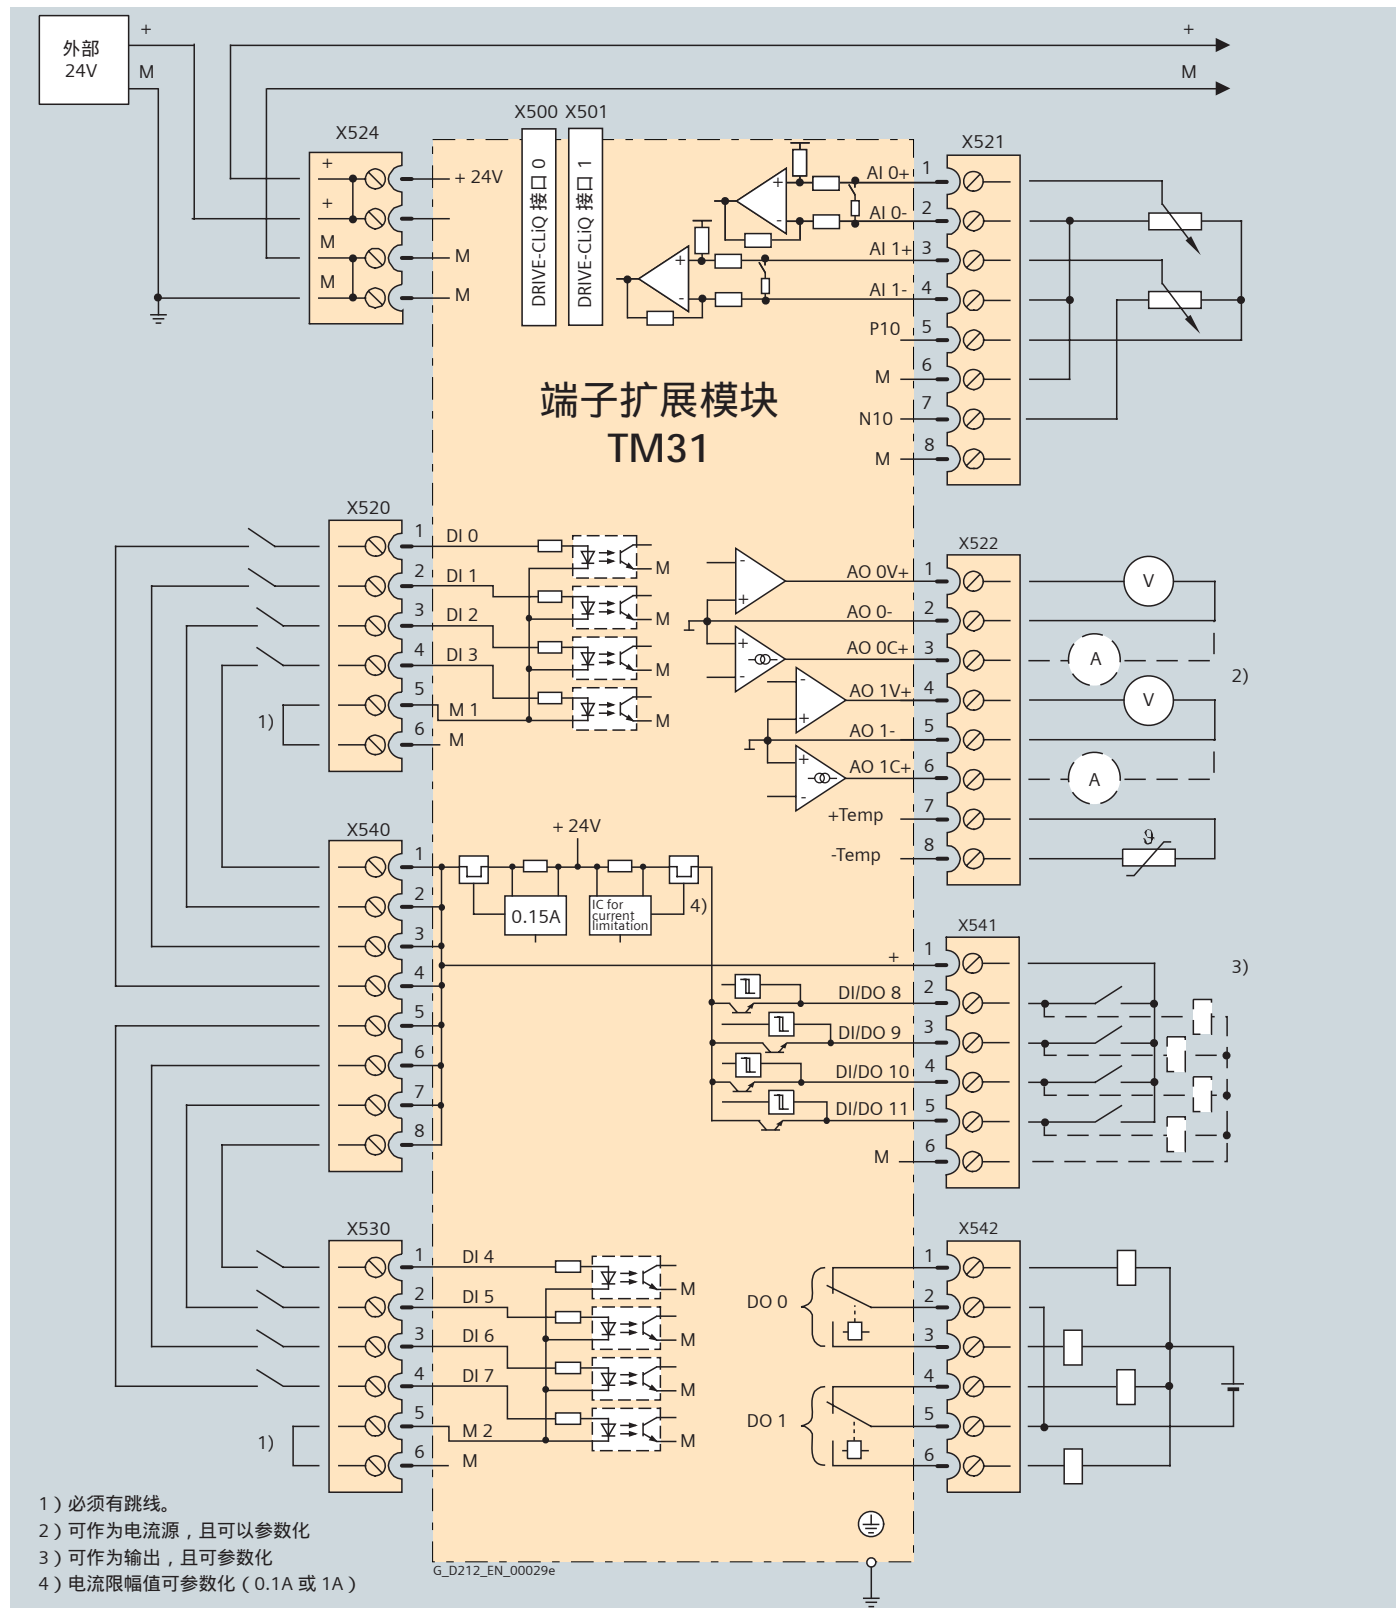 外部
24V
+
M
+
M
X524
+
+
M
M
+ 24V
M
M
X500 X501
DRIVE-CLiQ 接口 0
DRIVE-CLiQ 接口 1
端子扩展模块
TM31
X521
AI 0+ 1
AI 0- 2
AI 1+ 3
AI 1- 4
P10 5
M 6
N10 7
M 8
+
-
+
-
X520
1 DI 0
2 DI 1
3 DI 2
4 DI 3
5 M 1
6 M
M
M
M
M
1)
X522
AO 0V+ 1
AO 0- 2
AO 0C+ 3
AO 1V+ 4
AO 1- 5
AO 1C+ 6
+Temp 7
-Temp 8
-
+
+
-
-
+
+
-
V
A
V
A
2)
ϑ
X540
1
2
3
4
5
6
7
8
+ 24V
0.15A
IC for
current
limitation
4)
X541
+ 1
DI/DO 8 2
DI/DO 9 3
DI/DO 10 4
DI/DO 11 5
M 6
3)
X530
1 DI 4
2 DI 5
3 DI 6
4 DI 7
5 M 2
6 M
M
M
M
M
1)
X542
1
2
3
4
5
6
DO 0
DO 1
1）必须有跳线。
2）可作为电流源，且可以参数化
3）可作为输出，且可参数化
4）电流限幅值可参数化（0.1A 或 1A）
G_D212_EN_00029e